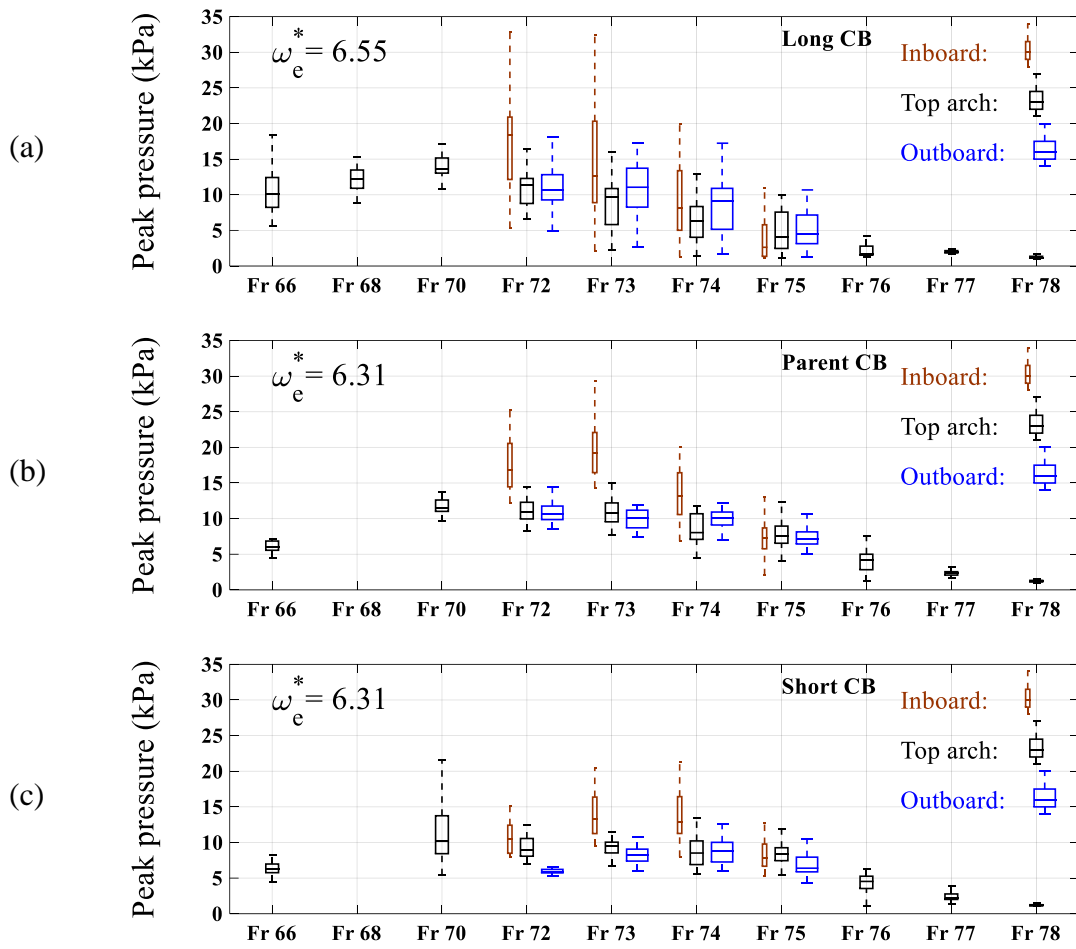 (a)
Peak pressure (kPa)
35
30
25
20
15
10
5
0
ω*e = 6.55
Long CB
Inboard:
Top arch:
Outboard:
Fr 66 Fr 68 Fr 70 Fr 72 Fr 73 Fr 74 Fr 75 Fr 76 Fr 77 Fr 78
(b)
Peak pressure (kPa)
35
30
25
20
15
10
5
0
ω*e = 6.31
Parent CB
Inboard:
Top arch:
Outboard:
Fr 66 Fr 68 Fr 70 Fr 72 Fr 73 Fr 74 Fr 75 Fr 76 Fr 77 Fr 78
(c)
Peak pressure (kPa)
35
30
25
20
15
10
5
0
ω*e = 6.31
Short CB
Inboard:
Top arch:
Outboard:
Fr 66 Fr 68 Fr 70 Fr 72 Fr 73 Fr 74 Fr 75 Fr 76 Fr 77 Fr 78